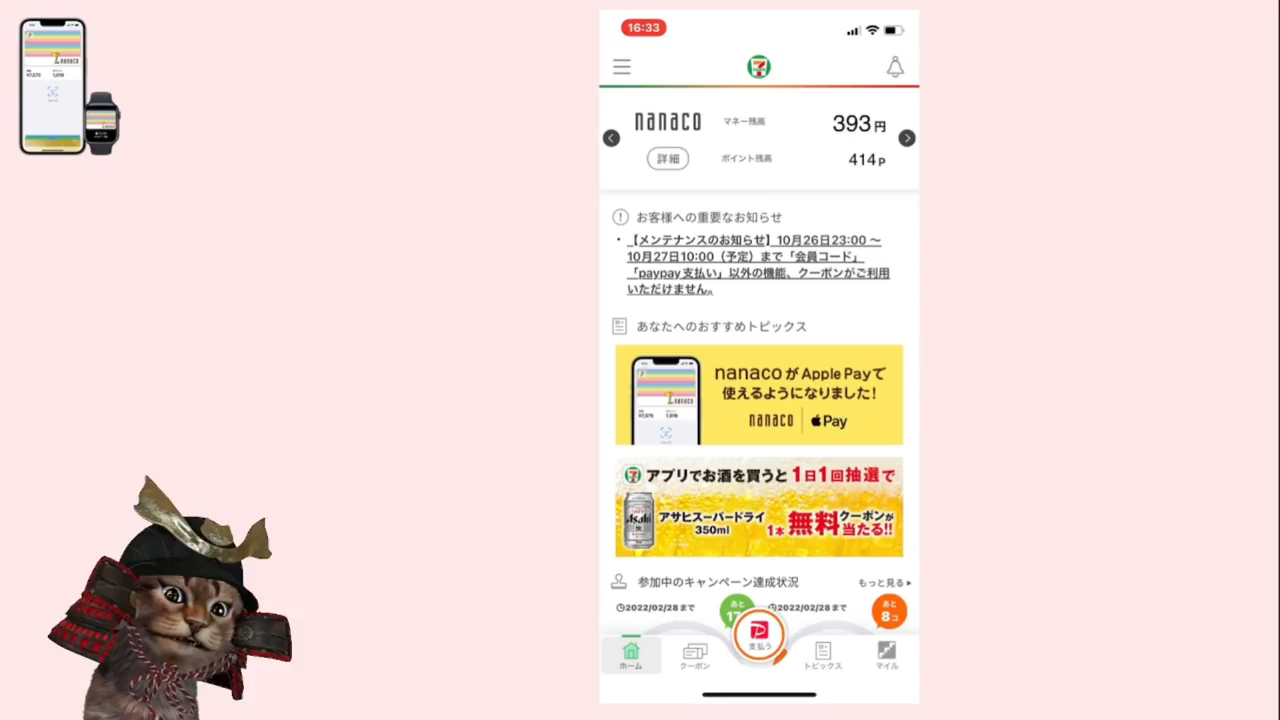 16:33
nanaco
マネー残高
393円
詳細
ポイント残高
414P
お客様への重要なお知らせ
・【メンテナンスのお知らせ】10月26日23:00 〜
10月27日10:00（予定）まで「会員コード」
「paypay支払い」以外の機能、クーポンがご利用
いただけません。
あなたへのおすすめトピックス
nanacoがApple Payで
使えるようになりました！
nanaco
Pay
nanaco
アプリでお酒を買うと1日1回抽選で
Asahi
アサヒスーパードライ
350ml
1本無料クーポンが
当たる!!
参加中のキャンペーン達成状況
もっと見る
2022/02/28まで
あと
2022/02/28まで
あと
8コ
支払う
ホーム
クーポン
トピックス
マイル
nanaco